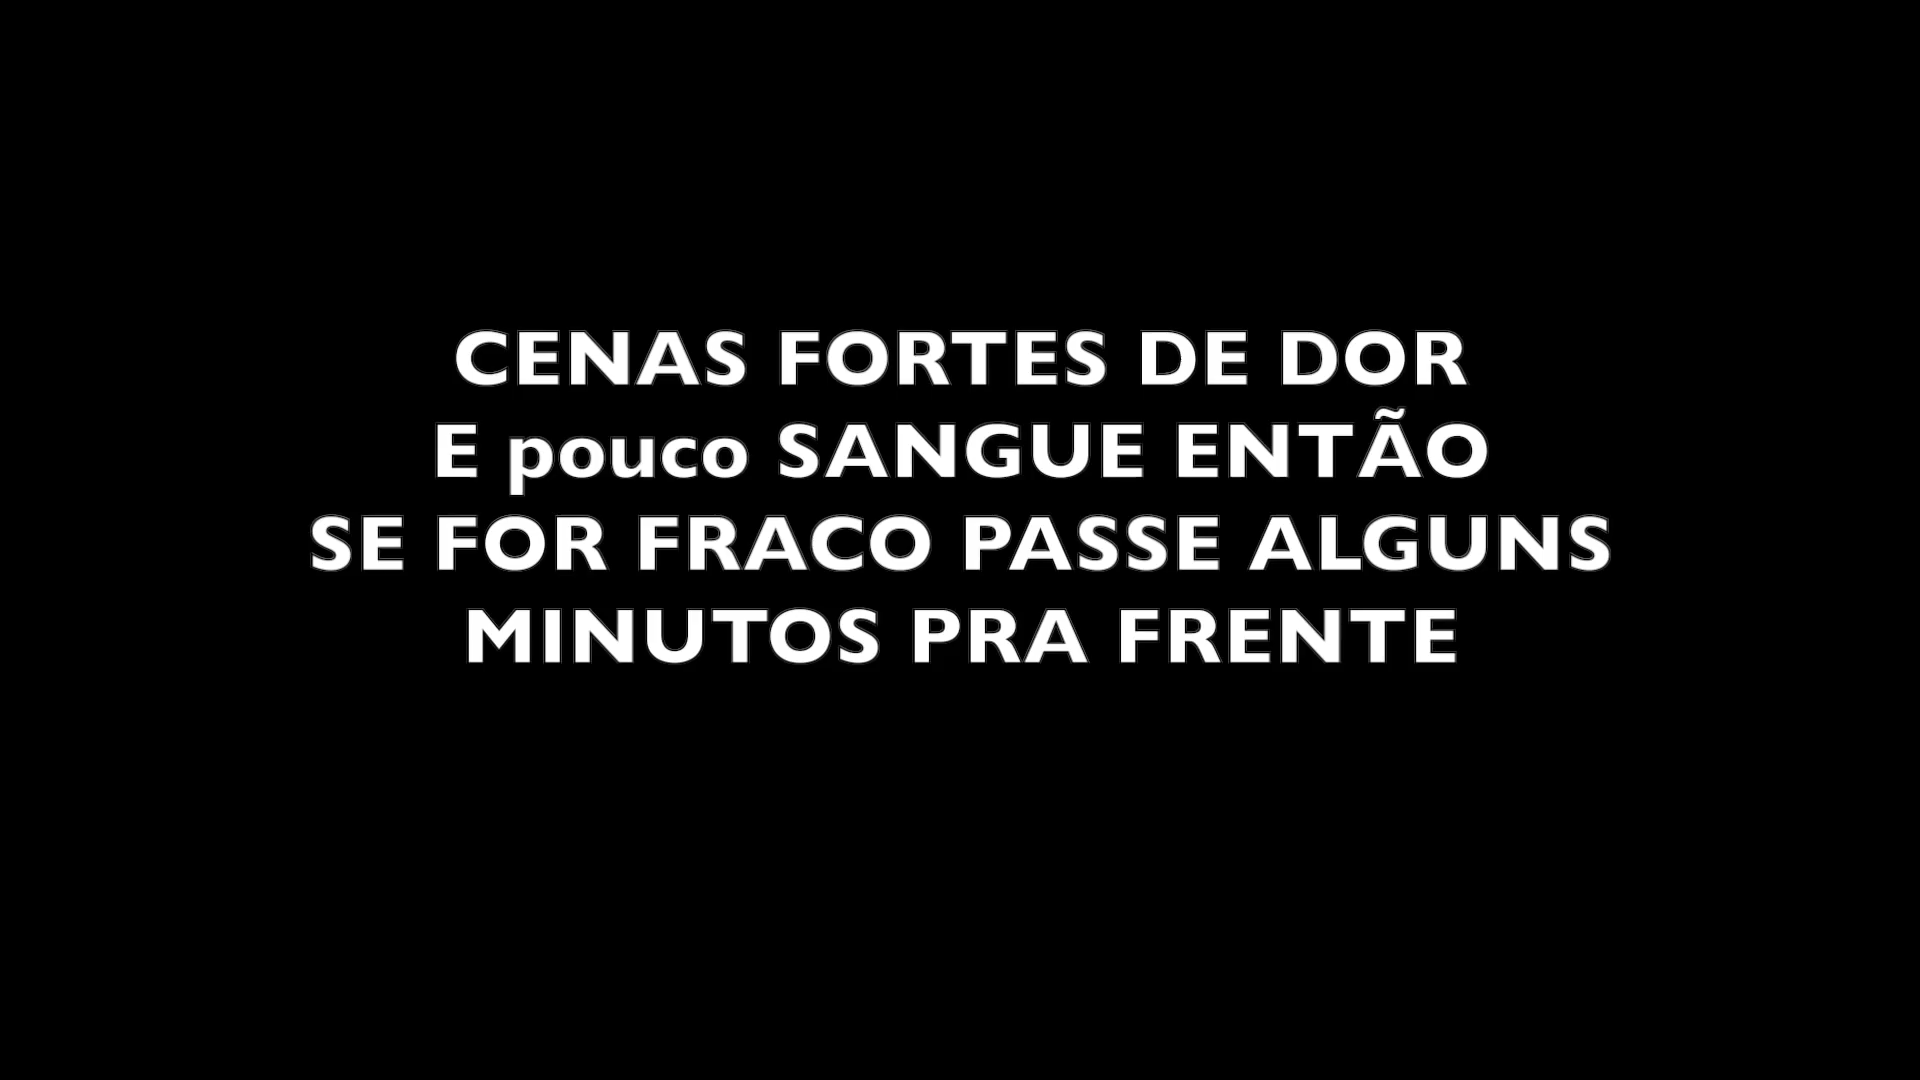 CENAS FORTES DE DOR
E pouco SANGUE ENTÃO
SE FOR FRACO PASSE ALGUNS
MINUTOS PRA FRENTE